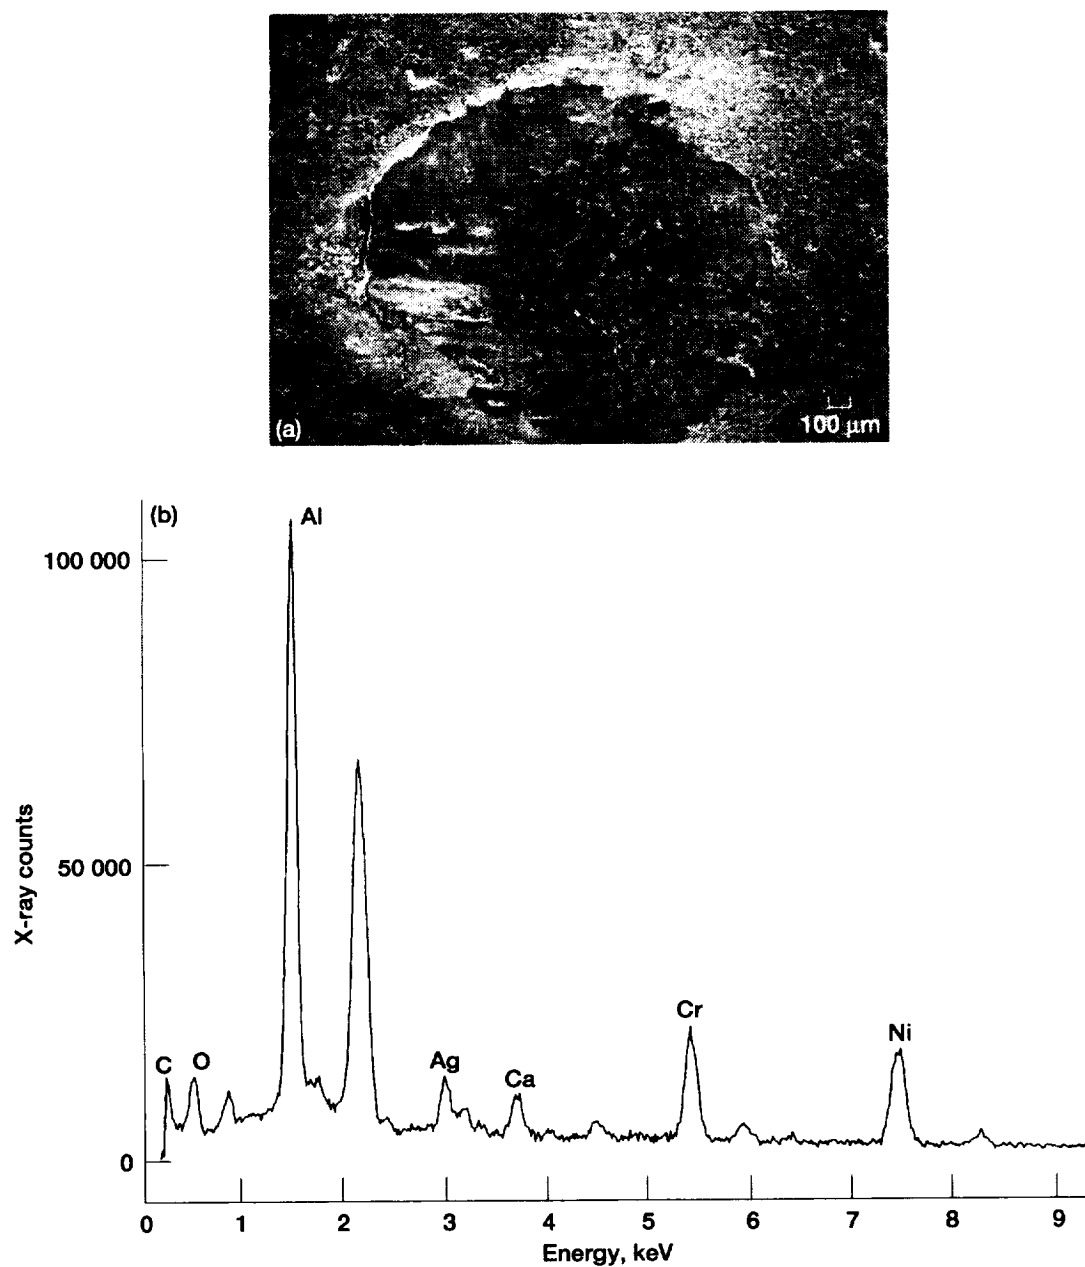 (a)
100 µm
(b)
Al
100 000
50 000
X-ray counts
Cr
Ni
C
O
Ag
Ca
0
0 1 2 3 4 5 6 7 8 9
Energy, keV